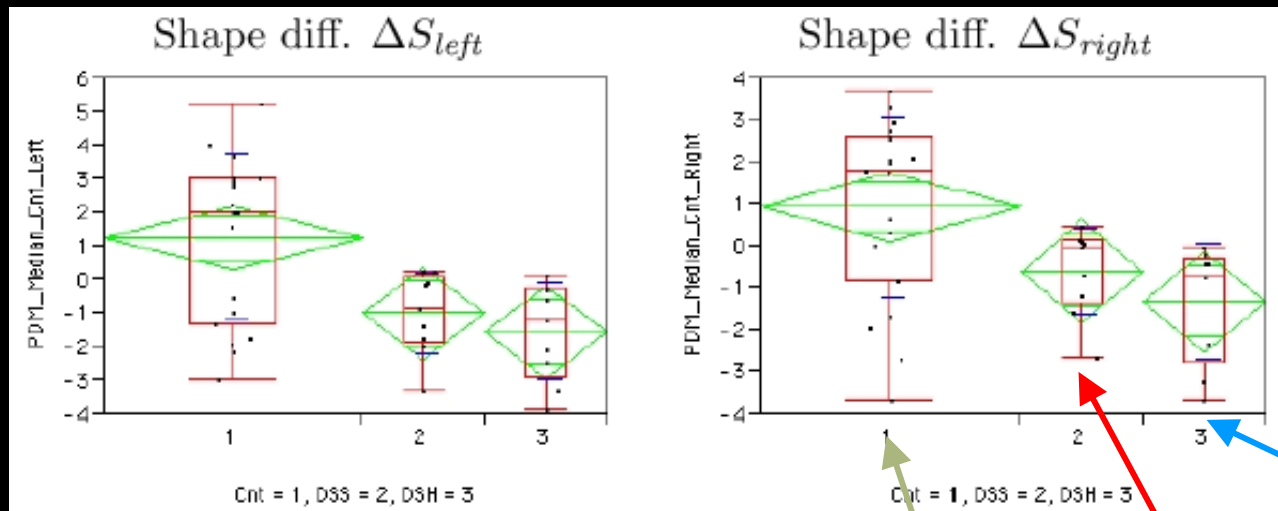 Shape diff. ΔS_left
6
5
4
3
2
1
0
-1
-2
-3
-4
PDM_Median_Cnt_Left
1 2 3
Cnt = 1, DSS = 2, DSH = 3
Shape diff. ΔS_right
4
3
2
1
0
-1
-2
-3
-4
PDM_Median_Cnt_Right
1 2 3
Cnt = 1, DSS = 2, DSH = 3